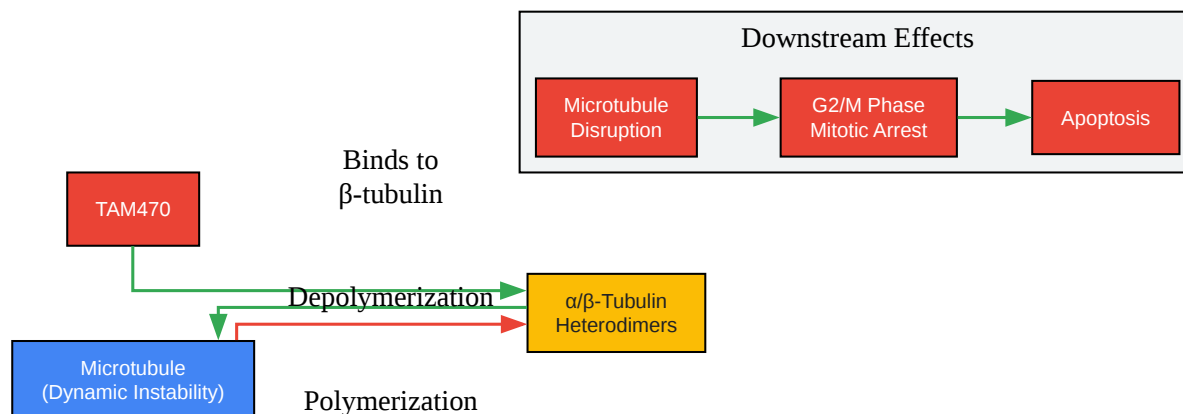 Downstream Effects
Microtubule
Disruption
G2/M Phase
Mitotic Arrest
Apoptosis
Binds to
β-tubulin
TAM470
Depolymerization
α/β-Tubulin
Heterodimers
Microtubule
(Dynamic Instability)
Polymerization